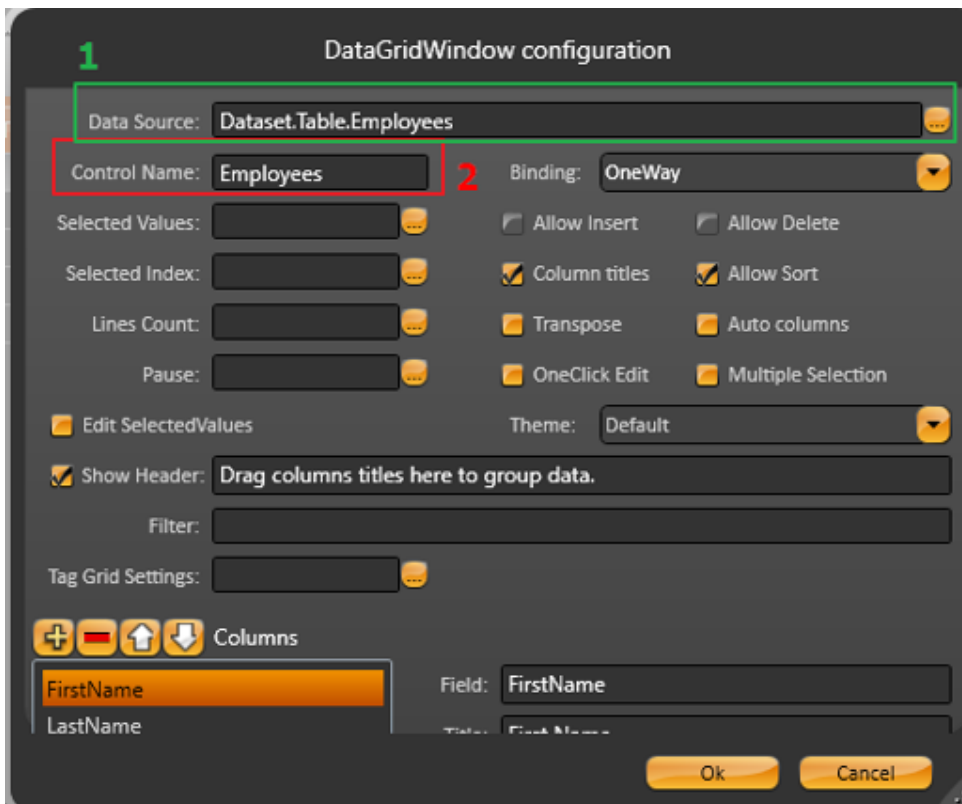 1
DataGridWindow configuration
Data Source: Dataset.Table.Employees ...
Control Name: Employees 2 Binding: OneWay
Selected Values: ... Allow Insert Allow Delete
Selected Index: ... Column titles Allow Sort
Lines Count: ... Transpose Auto columns
Pause: ... OneClick Edit Multiple Selection
Edit SelectedValues Theme: Default
Show Header: Drag columns titles here to group data.
Filter:
Tag Grid Settings: ...
Columns
FirstName Field: FirstName
LastName Title: First Name
Ok Cancel